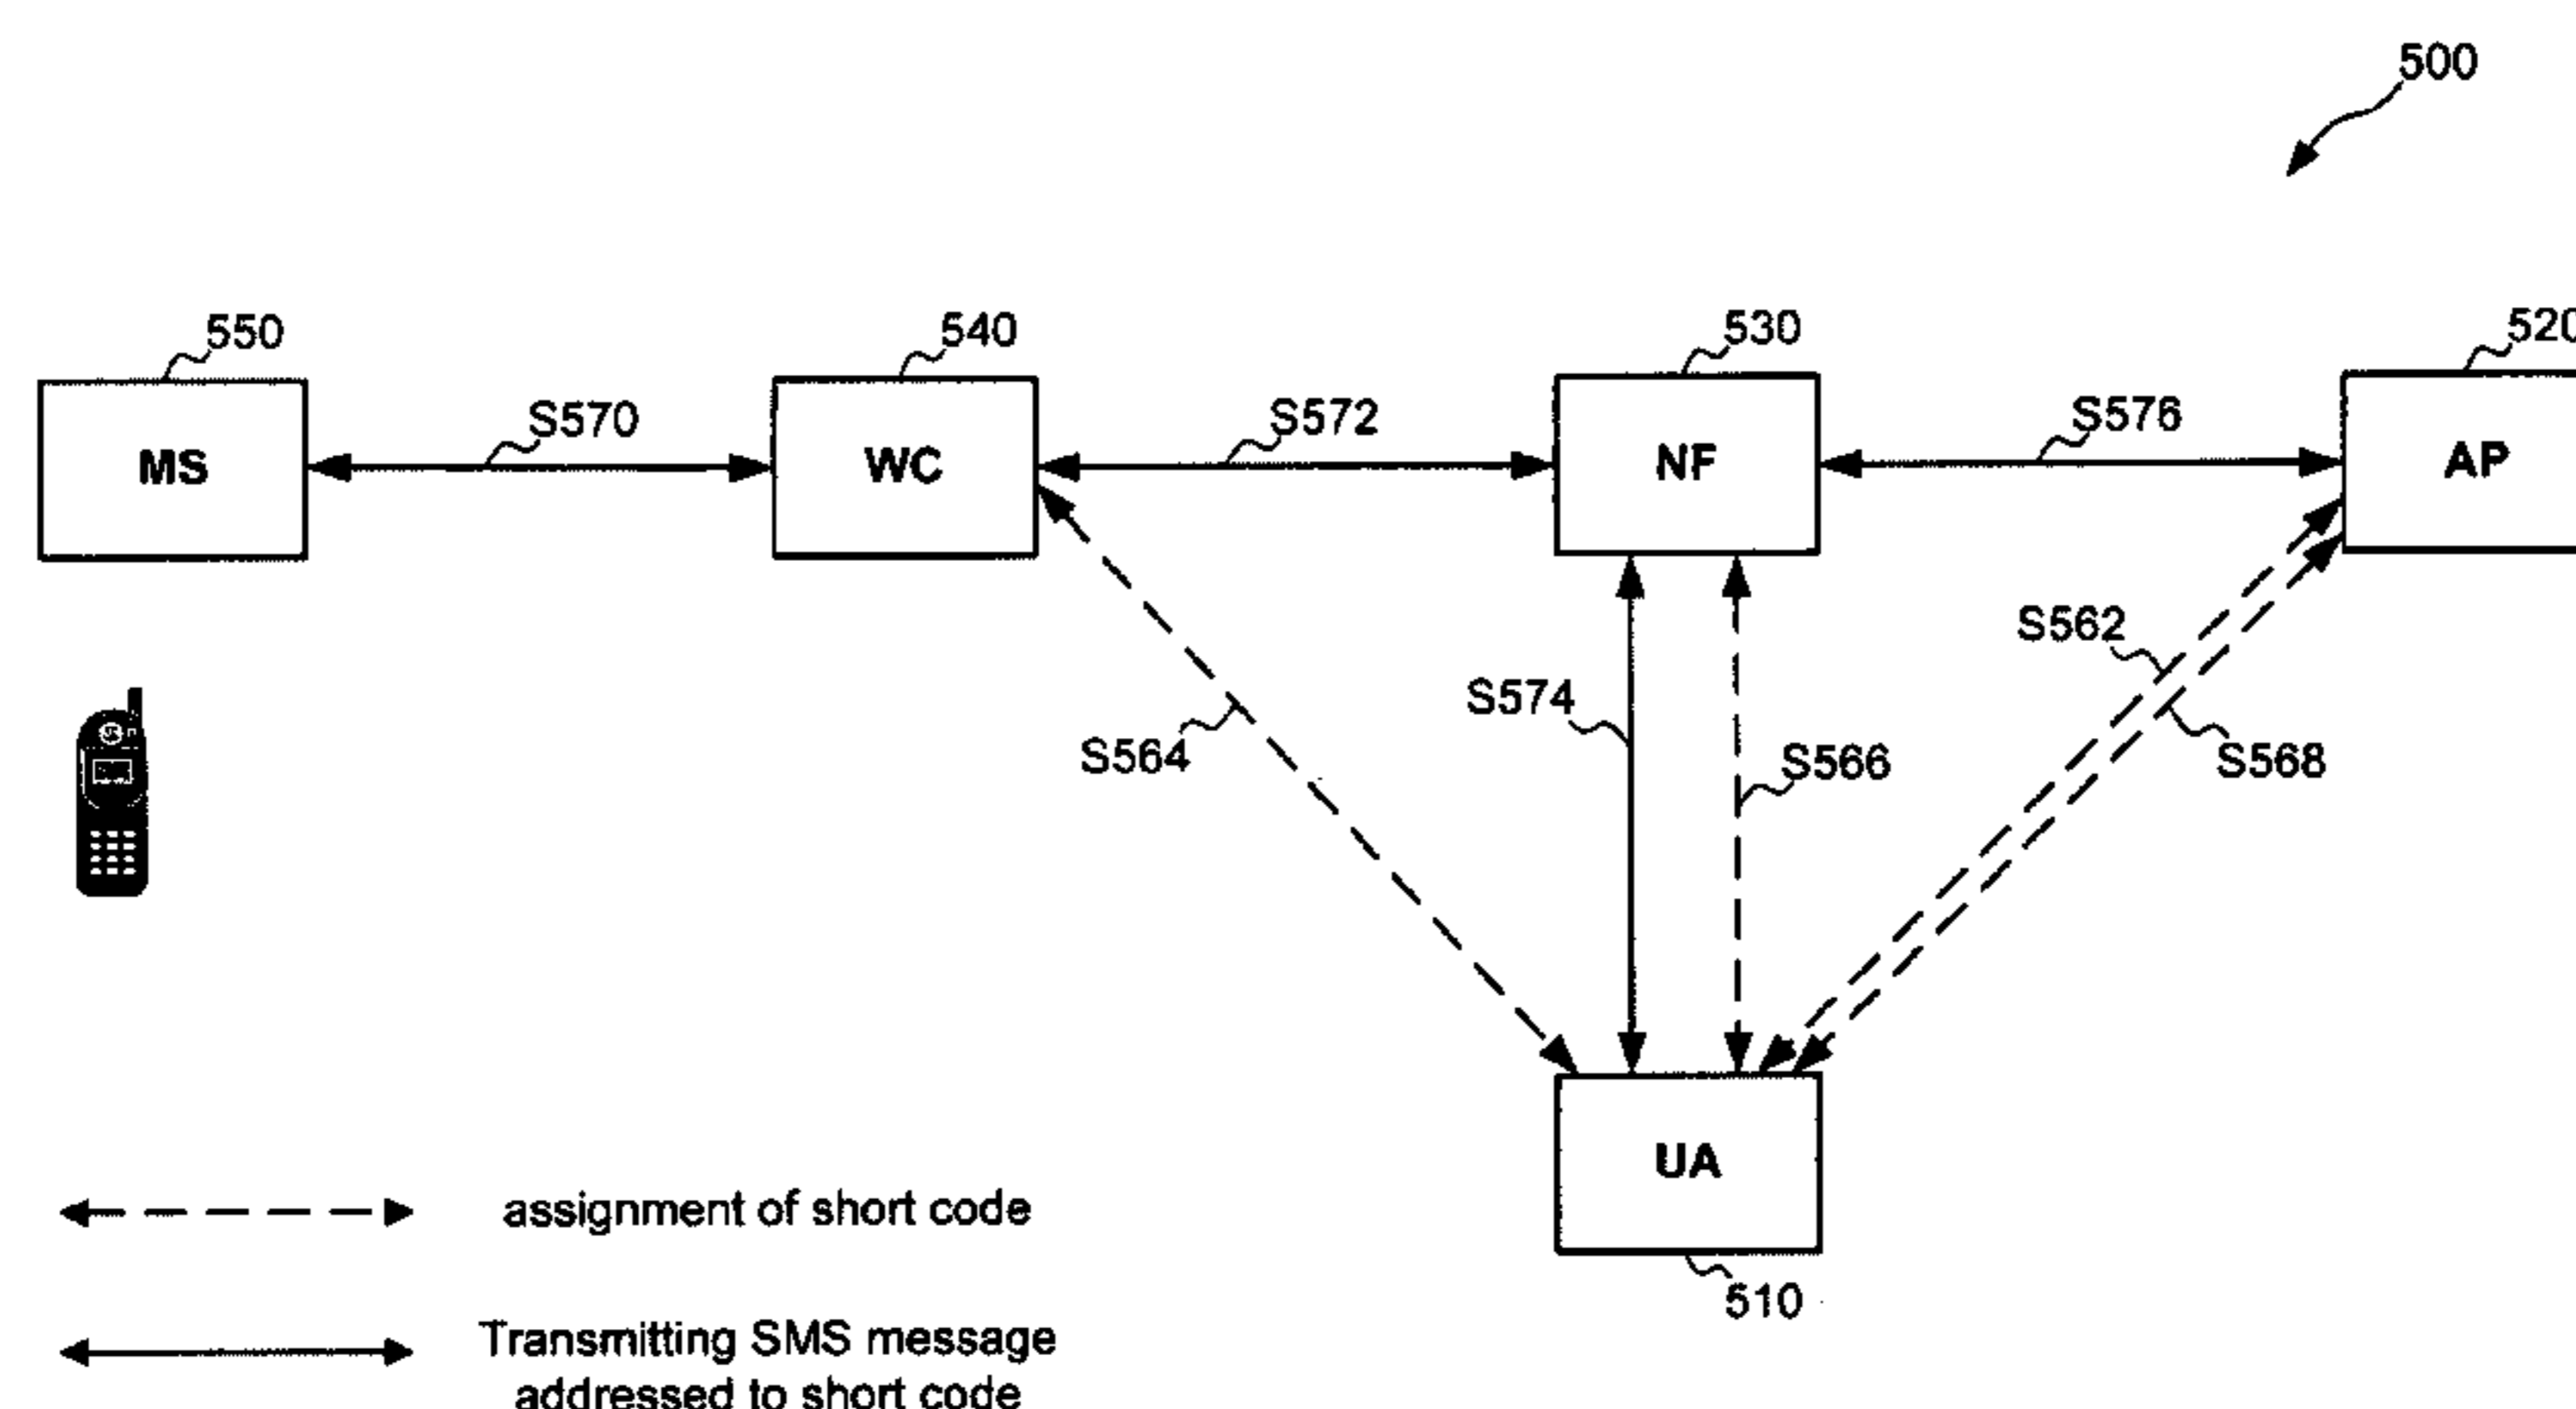 500
550
540
530
520
S570
S572
S576
MS
WC
NF
AP
S562
S574
S564
S566
S568
UA
assignment of short code
510
Transmitting SMS message
addressed to short code